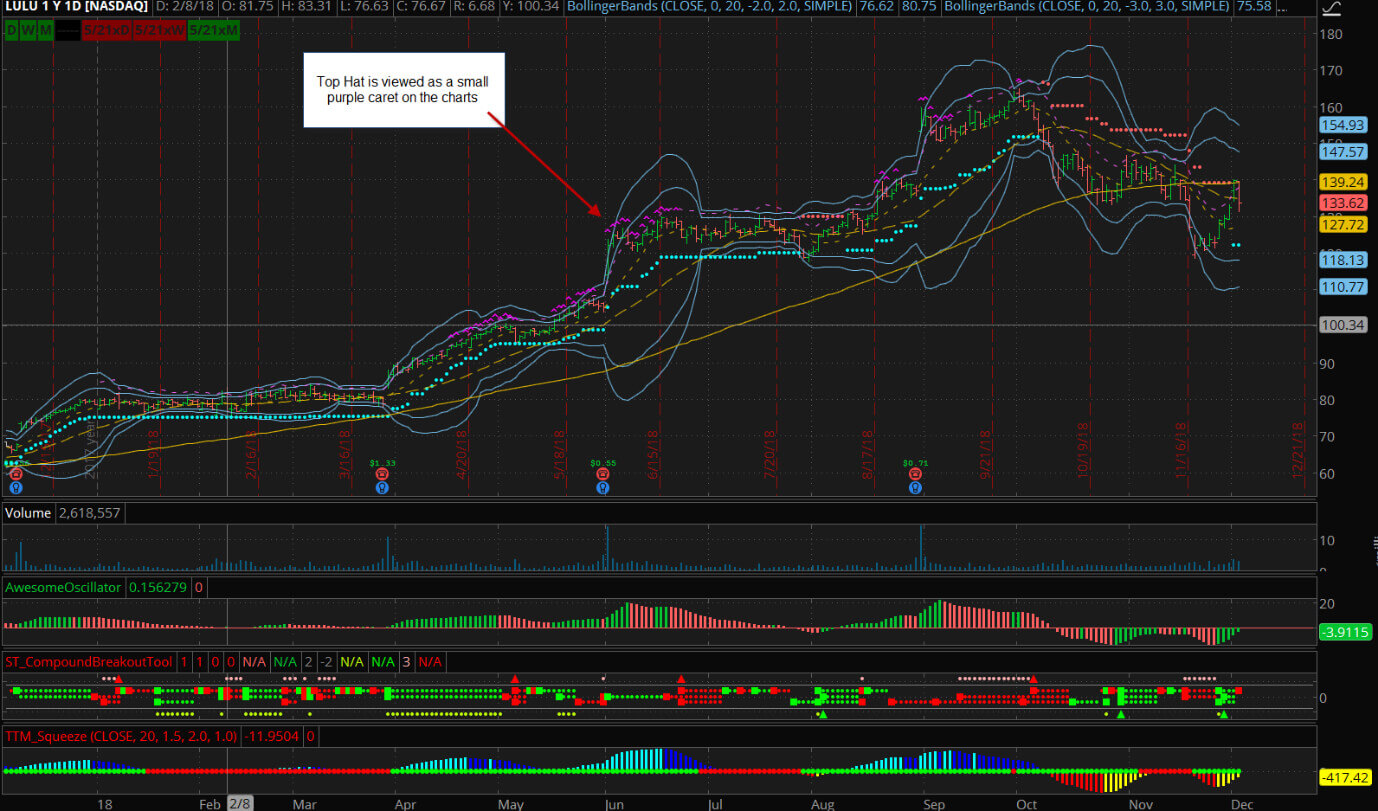 LULU 1 Y 1D [NASDAQ] D: 2/8/18 O: 81.75 H: 83.31 L: 76.63 C: 76.67 R: 6.68 Y: 100.34 BollingerBands (CLOSE, 0, 20, -2.0, 2.0, SIMPLE) 76.62 80.75 BollingerBands (CLOSE, 0, 20, -3.0, 3.0, SIMPLE) 75.58 ...
D W M 5/21xD 5/21xW 5/21xM
Top Hat is viewed as a small
purple caret on the charts
180
170
160
154.93
147.57
139.24
133.62
127.72
118.13
110.77
100.34
90
80
70
60
1/19/18 2/16/18 3/16/18 4/20/18 5/18/18 6/15/18 7/20/18 8/17/18 9/21/18 10/19/18 11/16/18 12/21/18
$1.33 $0.55 $0.71
Volume 2,618,557
10
AwesomeOscillator 0.156279 0
20
-3.9115
ST_CompoundBreakoutTool 1 1 0 0 N/A N/A 2 -2 N/A N/A 3 N/A
0
TTM_Squeeze (CLOSE, 20, 1.5, 2.0, 1.0) -11.9504 0
-417.42
18 Feb 2/8 Mar Apr May Jun Jul Aug Sep Oct Nov Dec